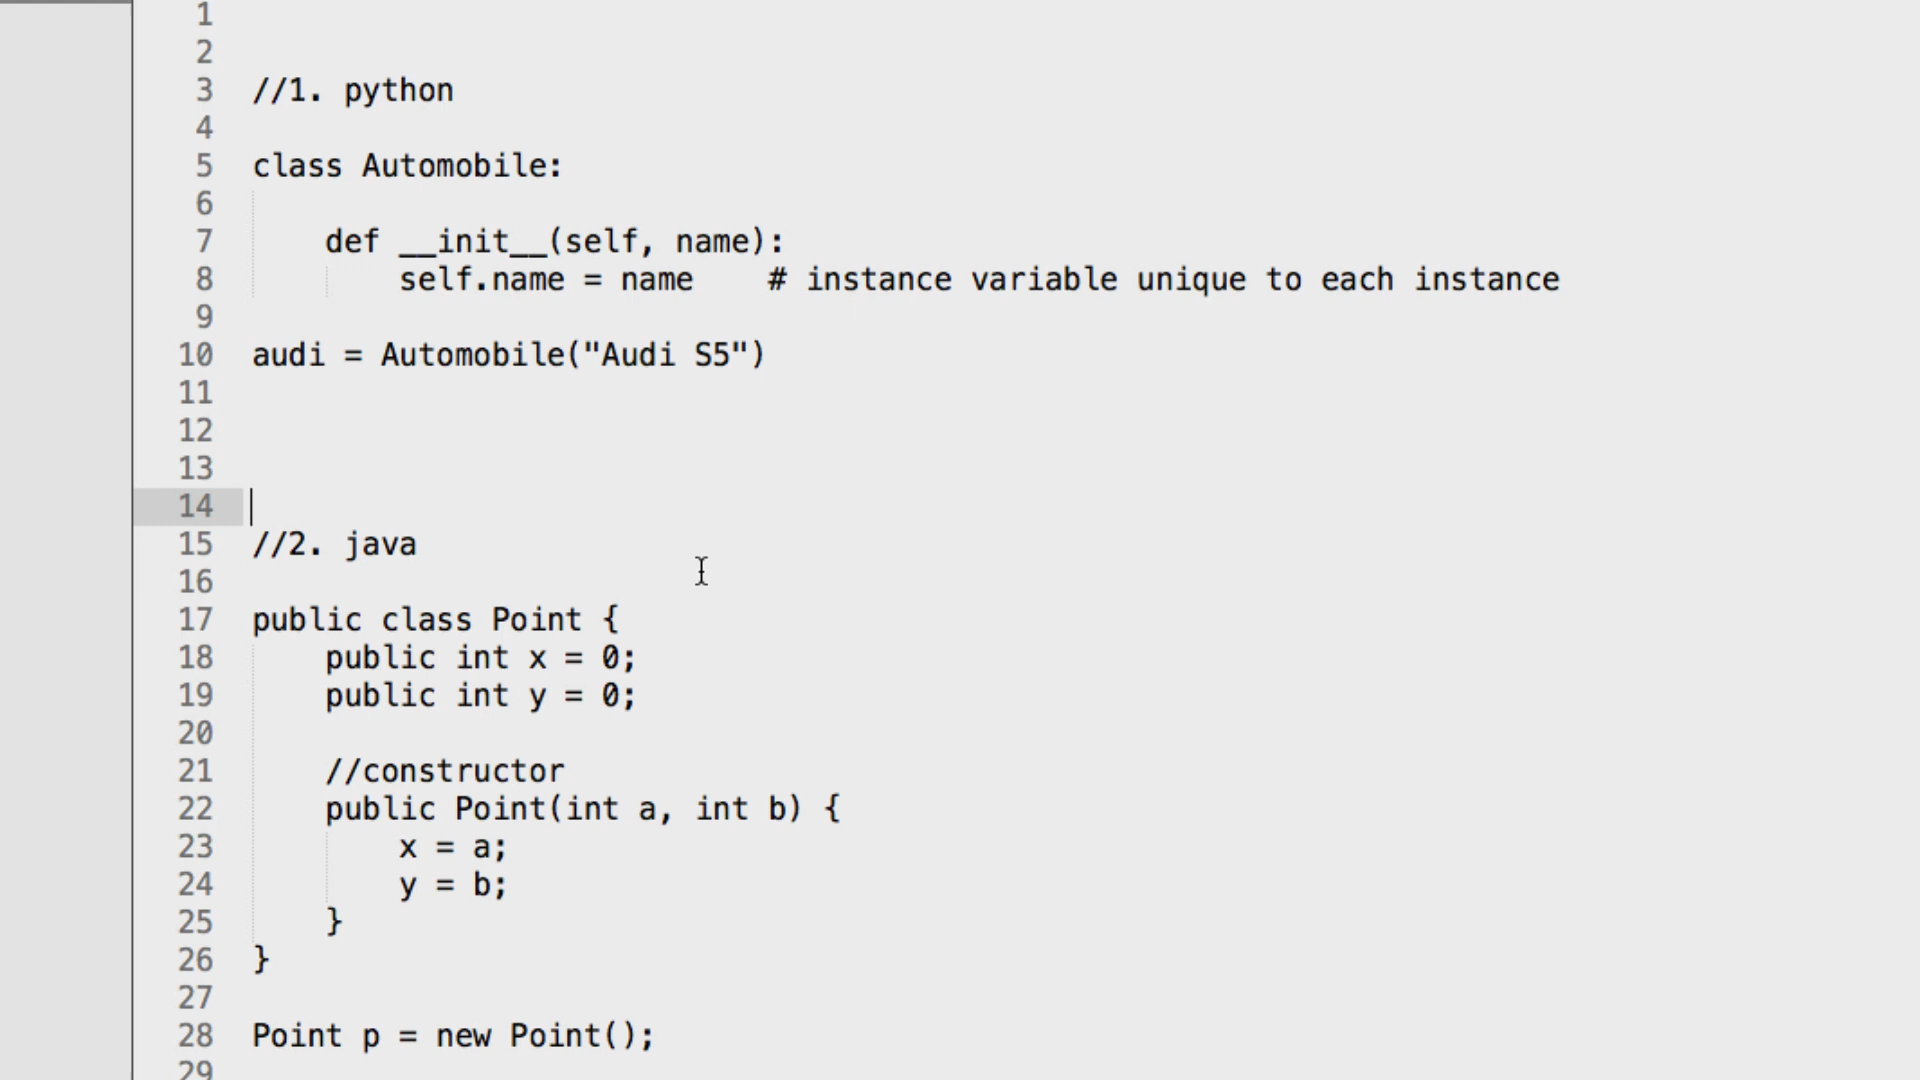 1
2
3 //1. python
4
5 class Automobile:
6
7 def __init__(self, name):
8 self.name = name # instance variable unique to each instance
9
10 audi = Automobile("Audi S5")
11
12
13
14
15 //2. java
16
17 public class Point {
18 public int x = 0;
19 public int y = 0;
20
21 //constructor
22 public Point(int a, int b) {
23 x = a;
24 y = b;
25 }
26 }
27
28 Point p = new Point();
29